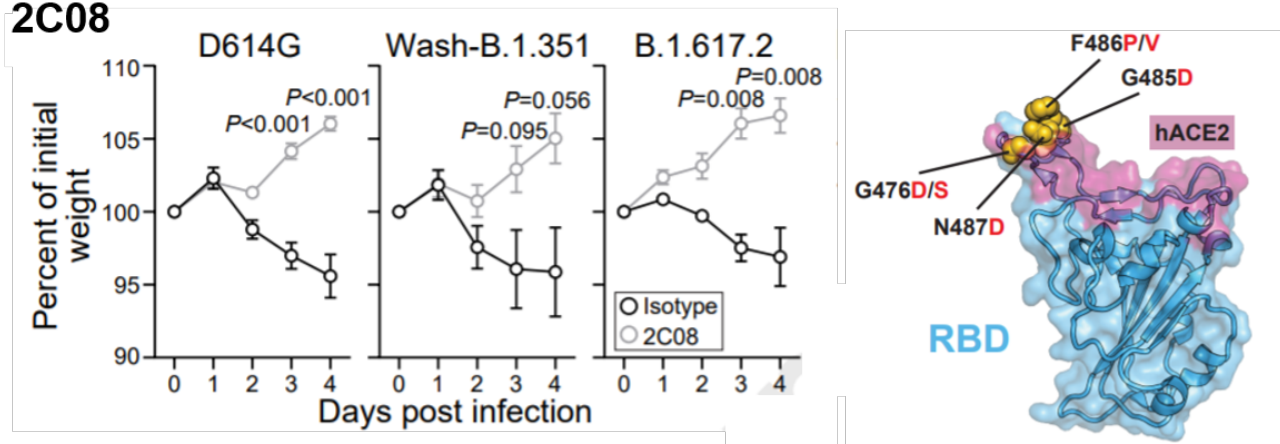 2C08
D614G
Wash-B.1.351
B.1.617.2
Percent of initial
weight
110
105
100
95
90
P<0.001
P<0.001
P=0.095
P=0.056
P=0.008
P=0.008
Isotype
2C08
0 1 2 3 4
0 1 2 3 4
0 1 2 3 4
Days post infection
F486P/V
G485D
hACE2
G476D/S
N487D
RBD